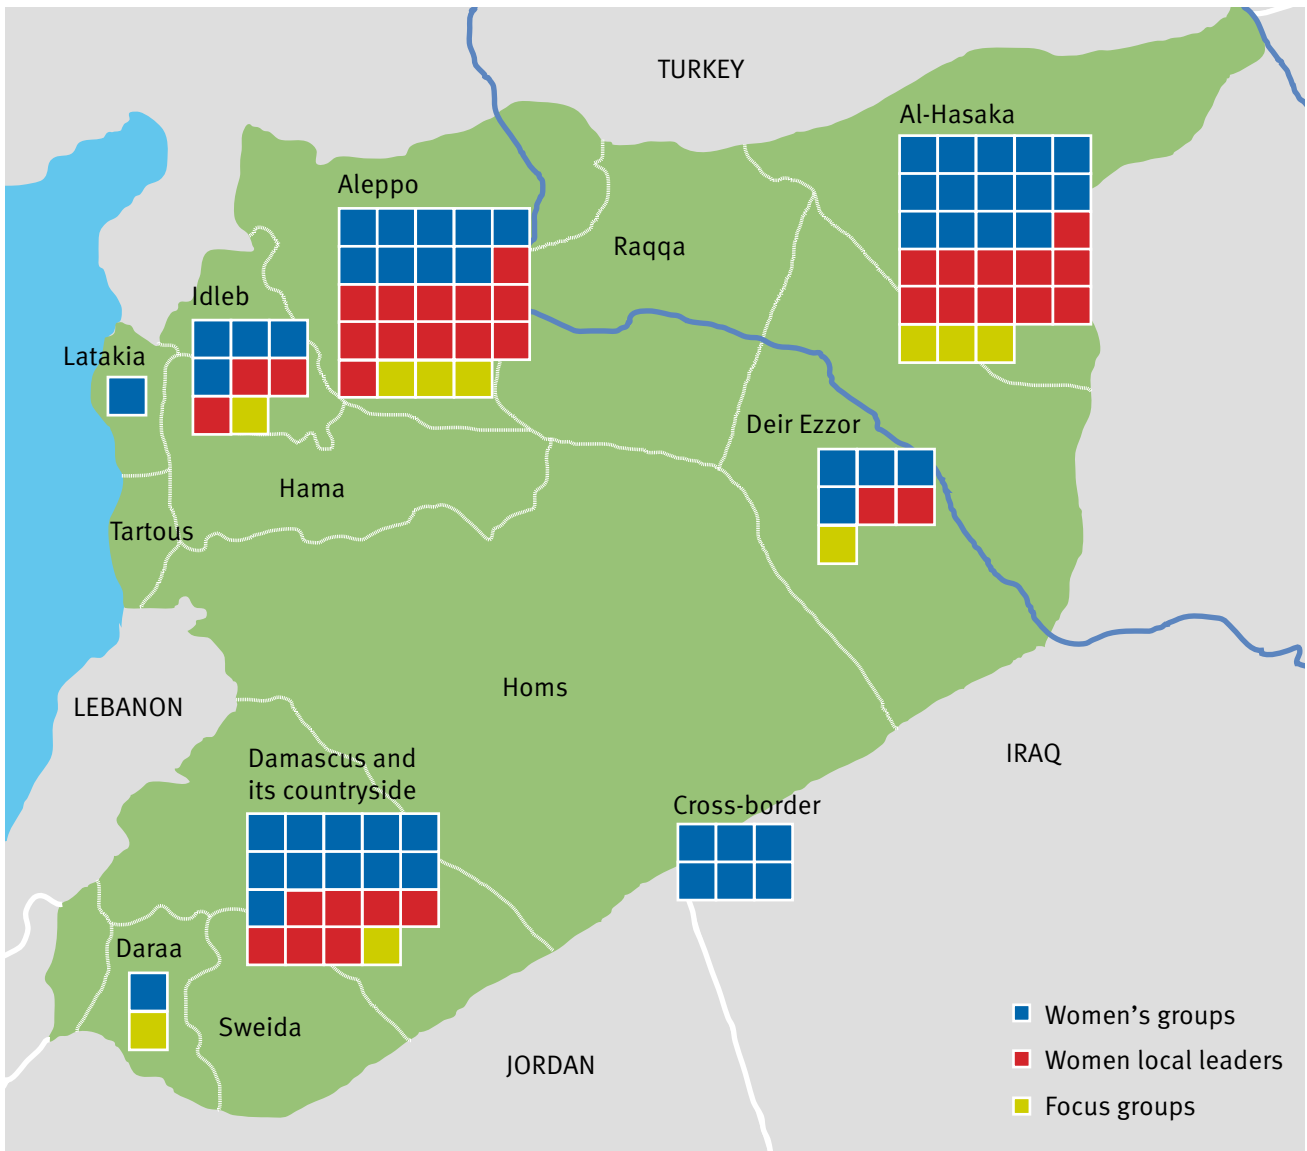 TURKEY
Al-Hasaka
Aleppo
Raqqa
Idleb
Latakia
Deir Ezzor
Hama
Tartous
Homs
LEBANON
IRAQ
Damascus and
its countryside
Cross-border
Daraa
Sweida
JORDAN
Women’s groups
Women local leaders
Focus groups